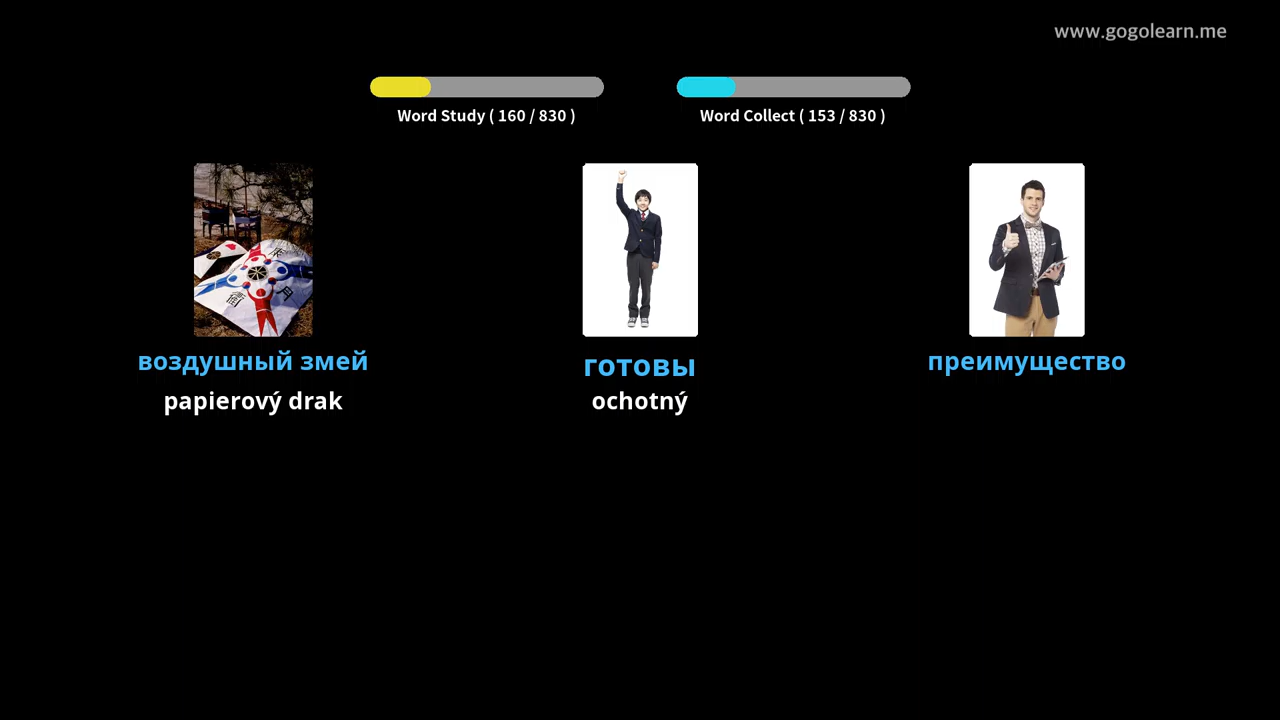 www.gogolearn.me
Word Study ( 160 / 830 )
Word Collect ( 153 / 830 )
воздушный змей
papierový drak
готовы
ochotný
преимущество